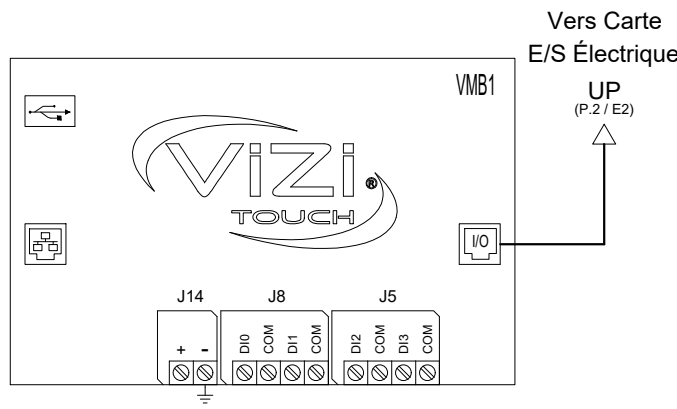 Vers Carte
E/S Électrique
UP
(P.2 / E2)
VMB1
ViZi®
TOUCH
I/O
J14
J8
J5
+
-
DI0
COM
DI1
COM
DI2
COM
DI3
COM